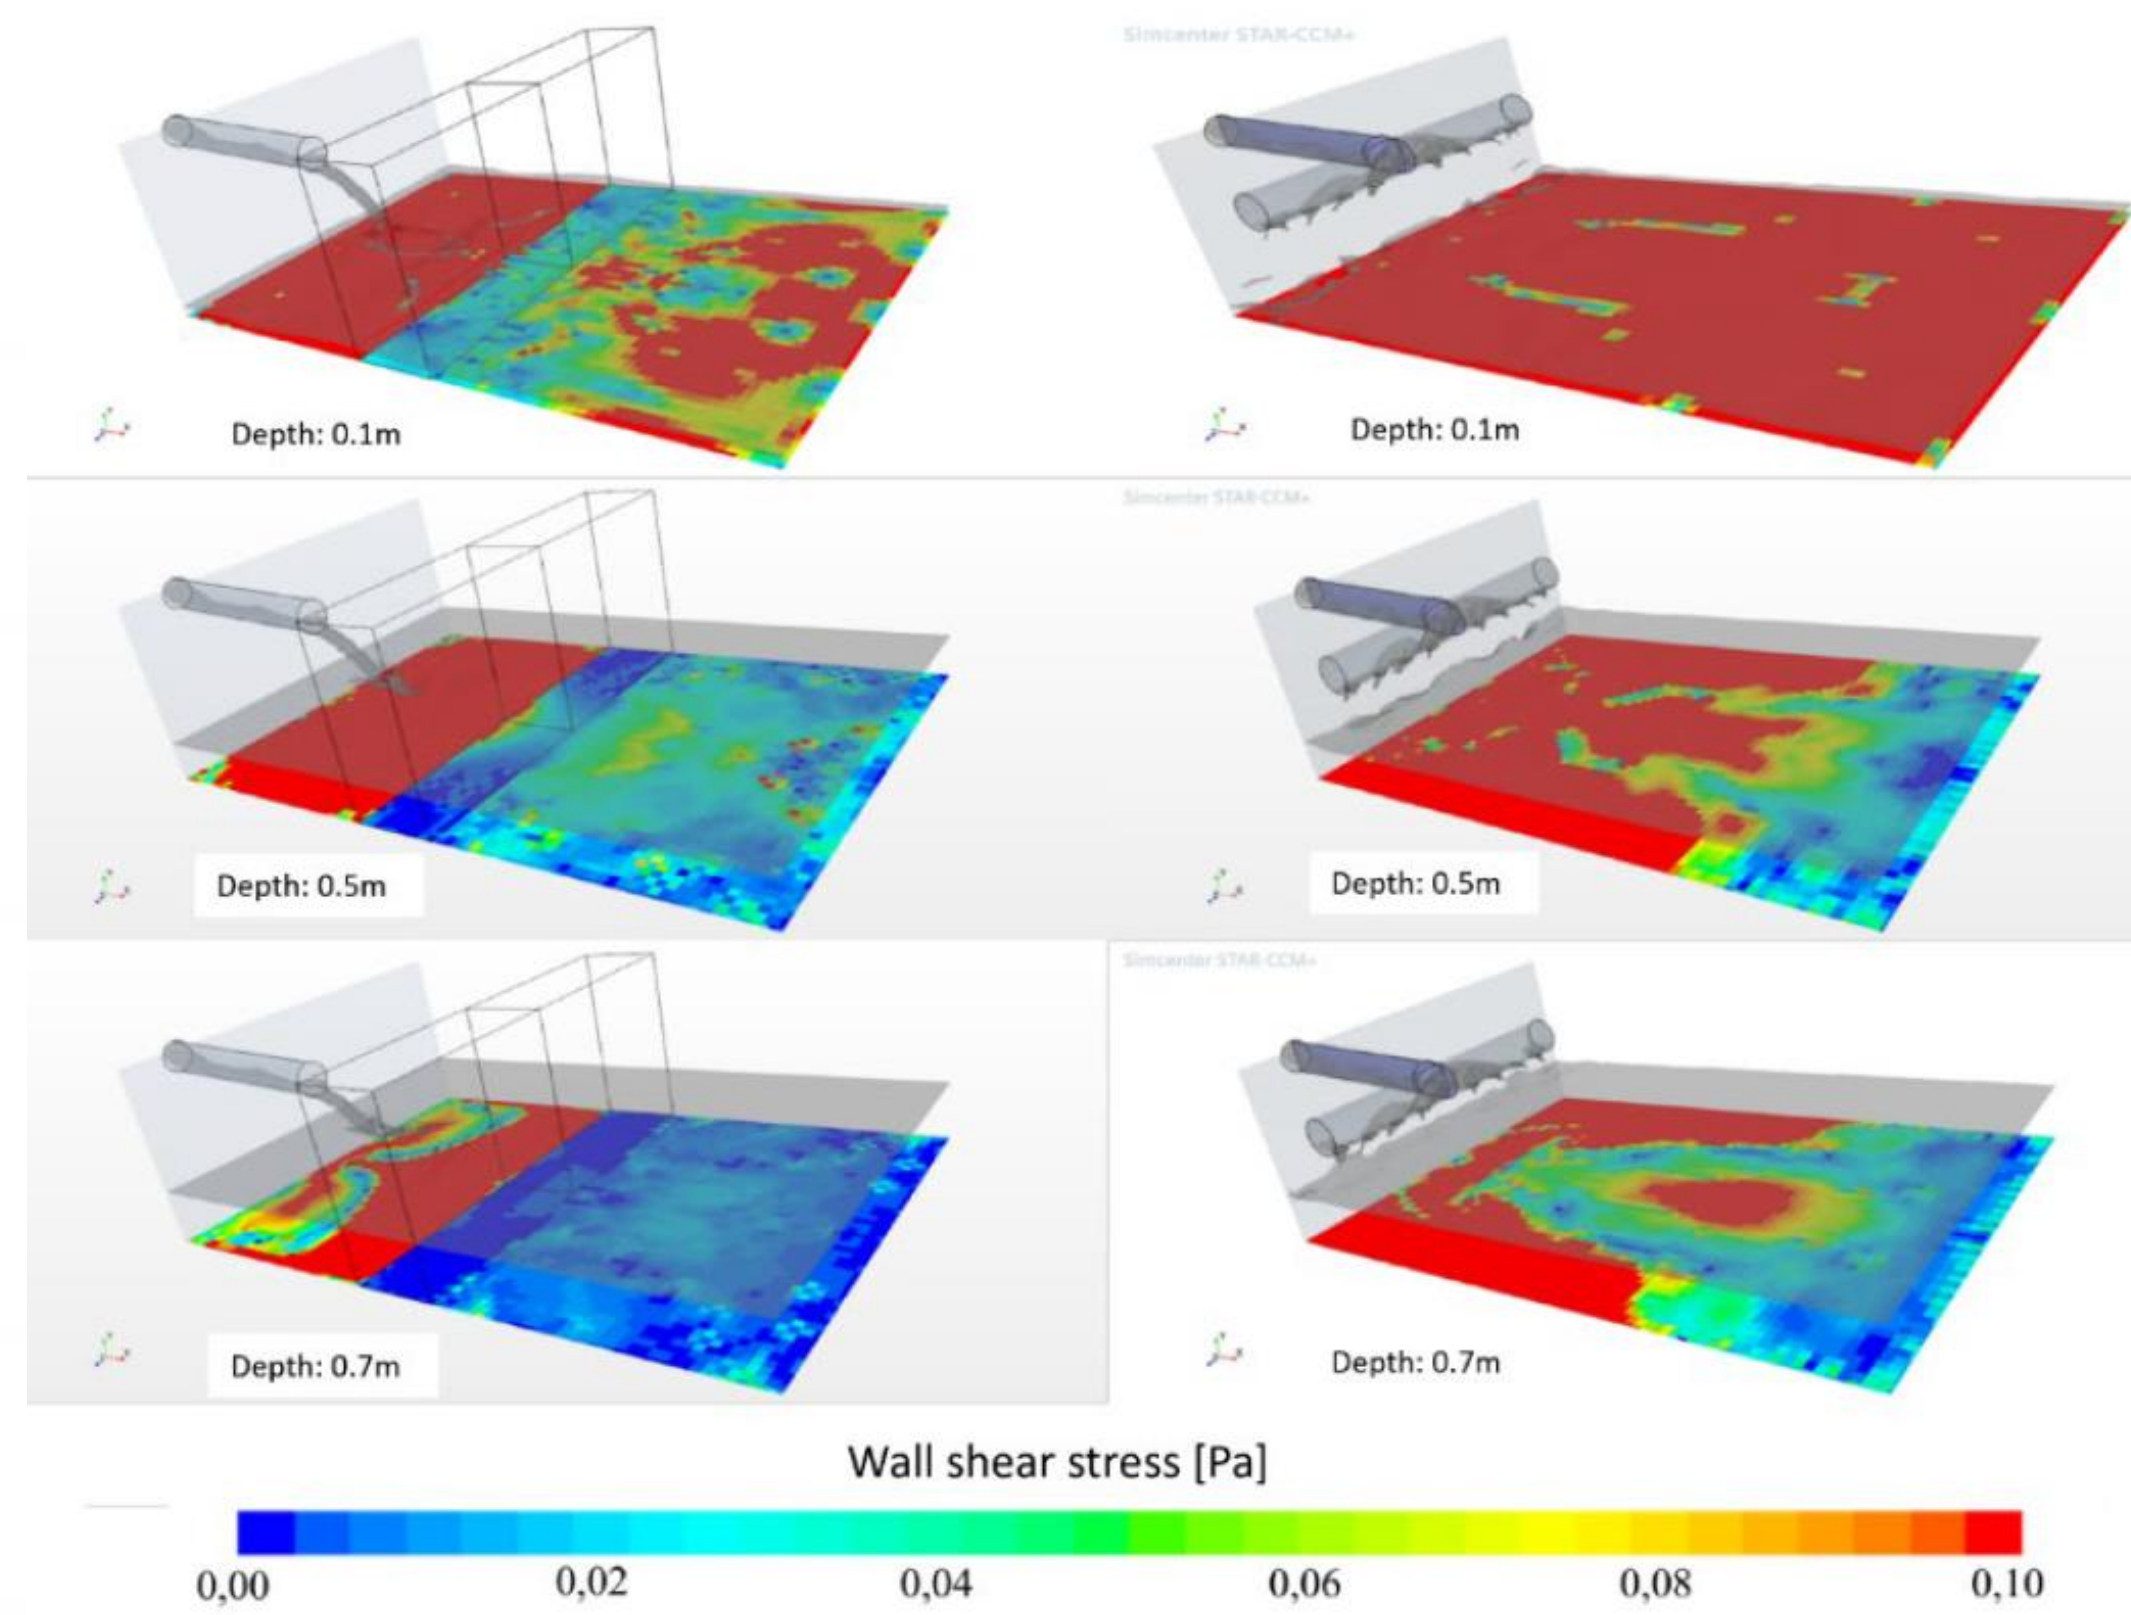 Simcenter STAR-CCM+
Depth: 0.1m
Depth: 0.1m
Simcenter STAR-CCM+
Depth: 0.5m
Depth: 0.5m
Simcenter STAR-CCM+
Depth: 0.7m
Depth: 0.7m
Wall shear stress [Pa]
0,00 0,02 0,04 0,06 0,08 0,10